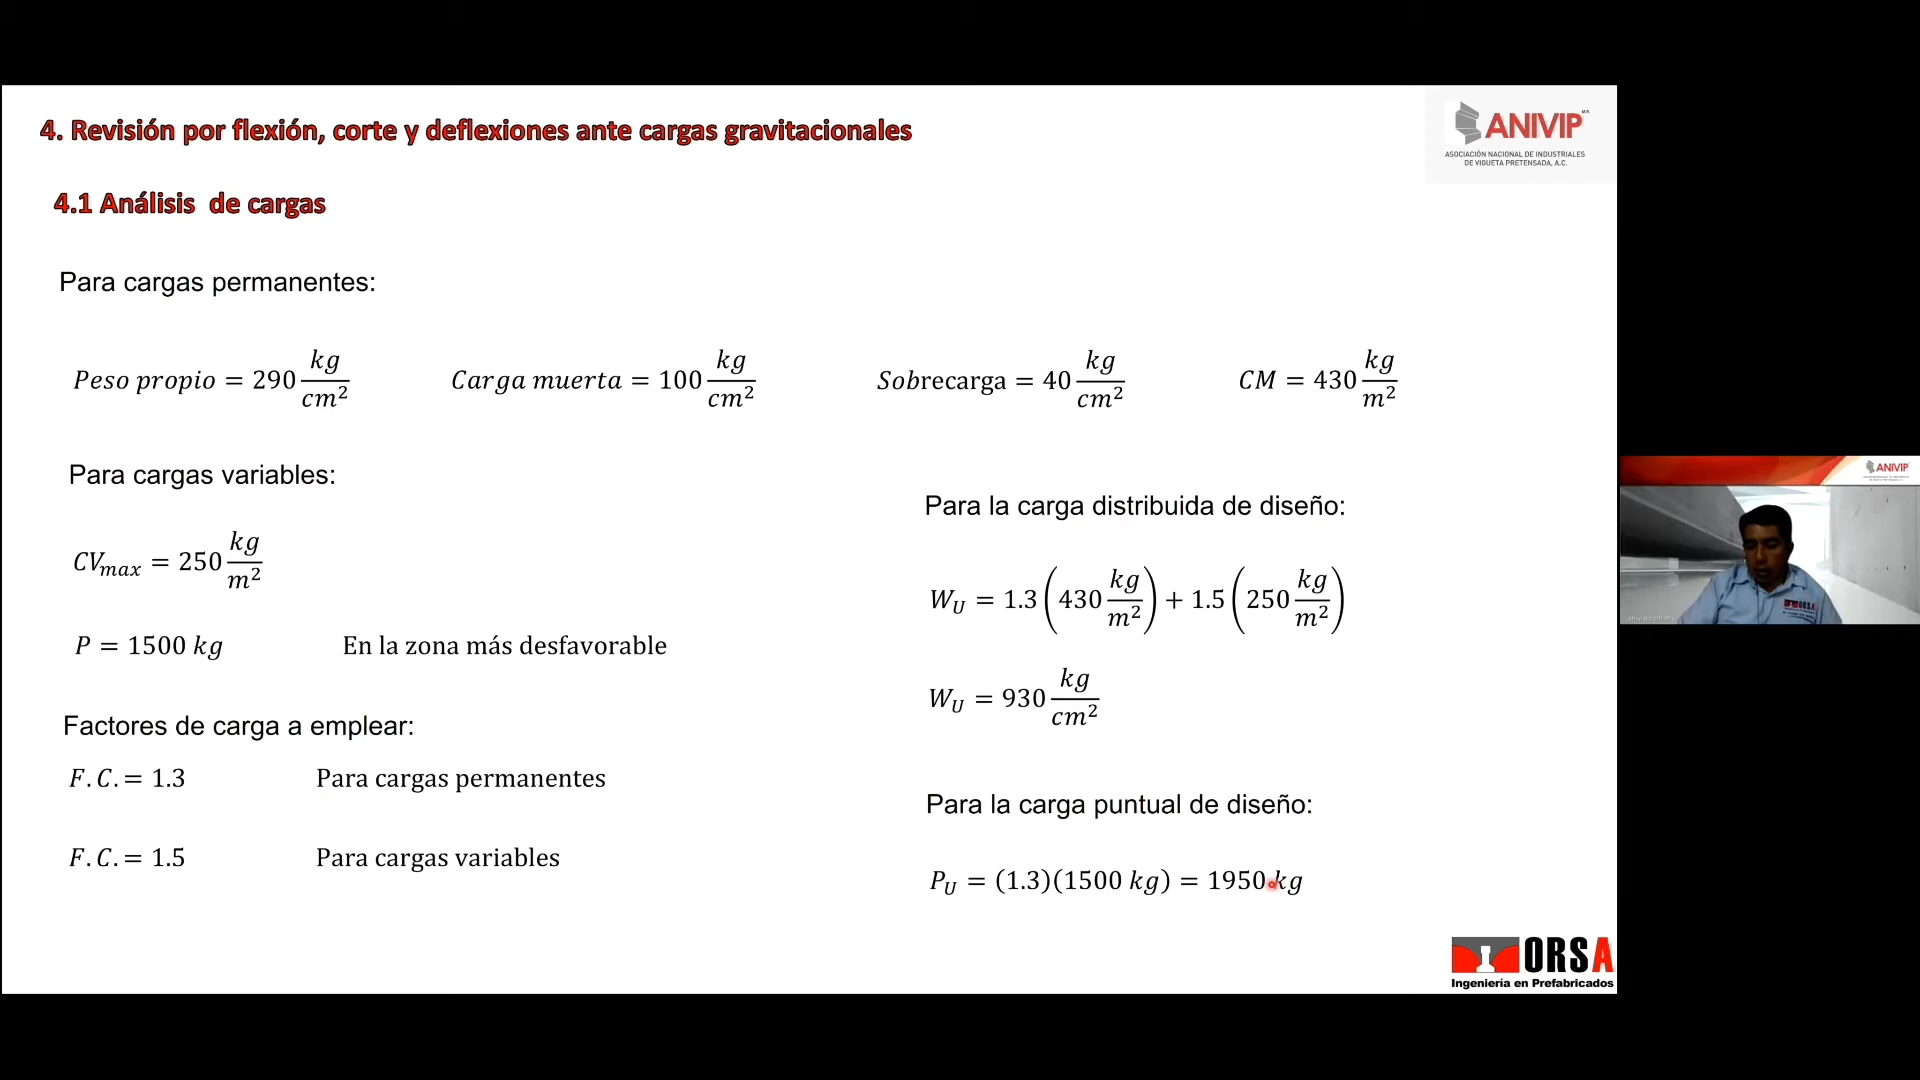 4. Revisión por flexión, corte y deflexiones ante cargas gravitacionales
ANIVIP
ASOCIACIÓN NACIONAL DE INDUSTRIALES
DE VIGUETA PRETENSADA, A.C.
4.1 Análisis de cargas
Para cargas permanentes:
Peso propio = 290 kg/cm² Carga muerta = 100 kg/cm² Sobrecarga = 40 kg/cm² CM = 430 kg/m²
Para cargas variables:
CVmax = 250 kg/m²
P = 1500 kg En la zona más desfavorable
Factores de carga a emplear:
F.C.= 1.3 Para cargas permanentes
F.C.= 1.5 Para cargas variables
Para la carga distribuida de diseño:
WU = 1.3(430 kg/m²) + 1.5(250 kg/m²)
WU = 930 kg/cm²
Para la carga puntual de diseño:
PU = (1.3)(1500 kg) = 1950 kg
ORSA
Ingeniería en Prefabricados
ANIVIP
ORSA